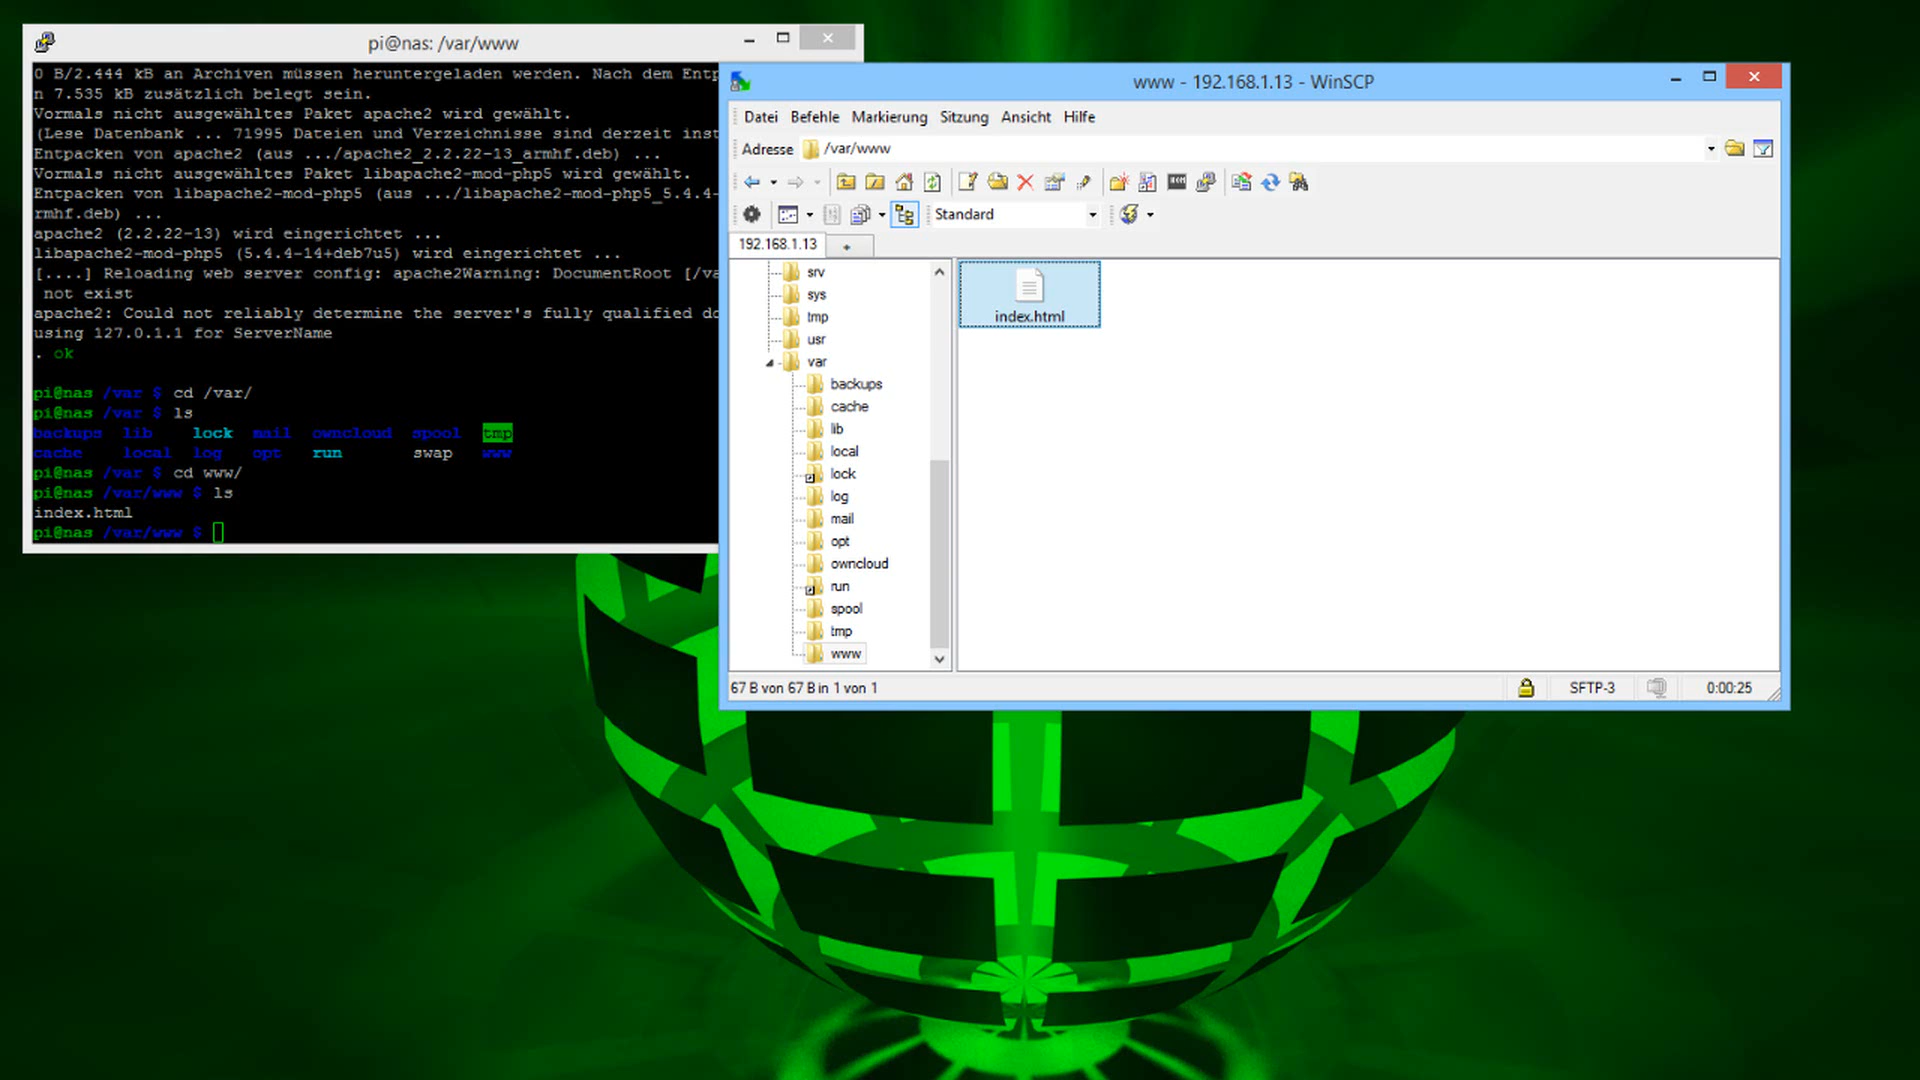 pi@nas: /var/www
0 B/2.444 kB an Archiven müssen heruntergeladen werden. Nach dem Entp
n 7.535 kB zusätzlich belegt sein.
Vormals nicht ausgewähltes Paket apache2 wird gewählt.
(Lese Datenbank ... 71995 Dateien und Verzeichnisse sind derzeit inst
Entpacken von apache2 (aus .../apache2_2.2.22-13_armhf.deb) ...
Vormals nicht ausgewähltes Paket libapache2-mod-php5 wird gewählt.
Entpacken von libapache2-mod-php5 (aus .../libapache2-mod-php5_5.4.4-
rmhf.deb) ...
apache2 (2.2.22-13) wird eingerichtet ...
libapache2-mod-php5 (5.4.4-14+deb7u5) wird eingerichtet ...
[....] Reloading web server config: apache2Warning: DocumentRoot [/va
not exist
apache2: Could not reliably determine the server's fully qualified do
using 127.0.1.1 for ServerName
. ok
pi@nas /var $ cd /var/
pi@nas /var $ ls
backups lib lock mail owncloud spool tmp
cache local log opt run swap www
pi@nas /var $ cd www/
pi@nas /var/www $ ls
index.html
pi@nas /var/www $
www - 192.168.1.13 - WinSCP
Datei Befehle Markierung Sitzung Ansicht Hilfe
Adresse /var/www
Standard
192.168.1.13 +
srv
sys
tmp
usr
var
backups
cache
lib
local
lock
log
mail
opt
owncloud
run
spool
tmp
www
index.html
67 B von 67 B in 1 von 1
SFTP-3
0:00:25